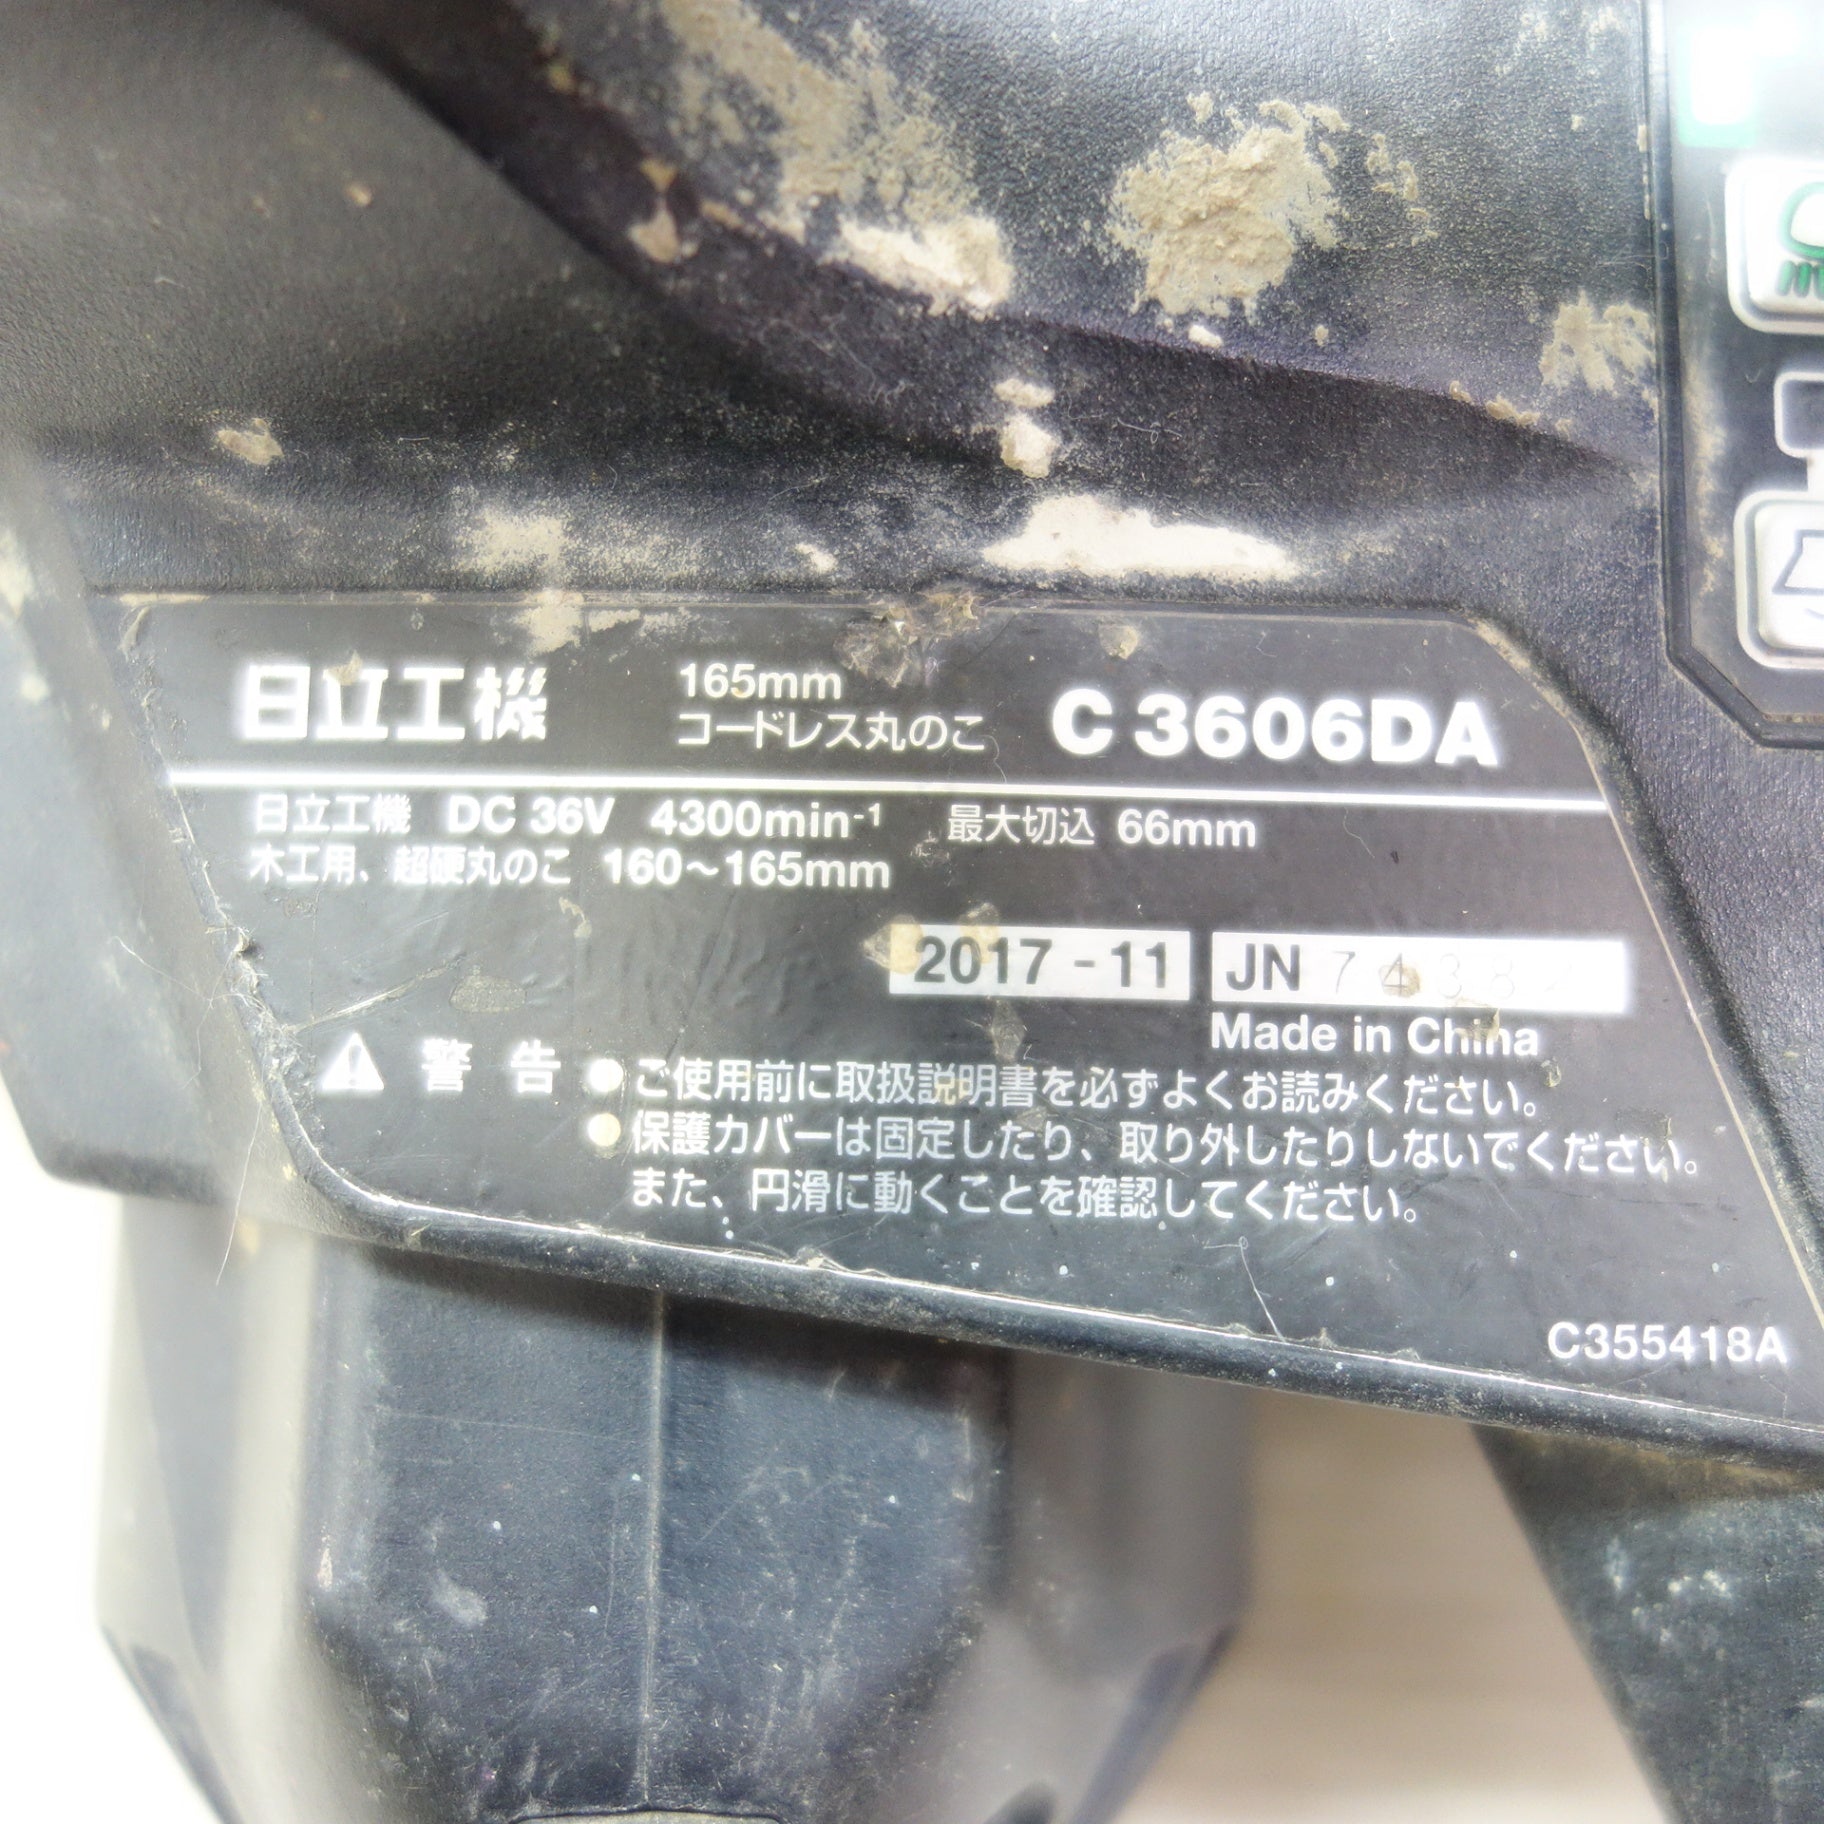 日立工機 165mm コードレス丸のこ C 3606DA
日立工機 DC 36V 4300min-1 最大切込 66mm
木工用、超硬丸のこ 160～165mm
2017 - 11 JN
Made in China
警告 ●ご使用前に取扱説明書を必ずよくお読みください。
●保護カバーは固定したり、取り外したりしないでください。
また、円滑に動くことを確認してください。
C355418A